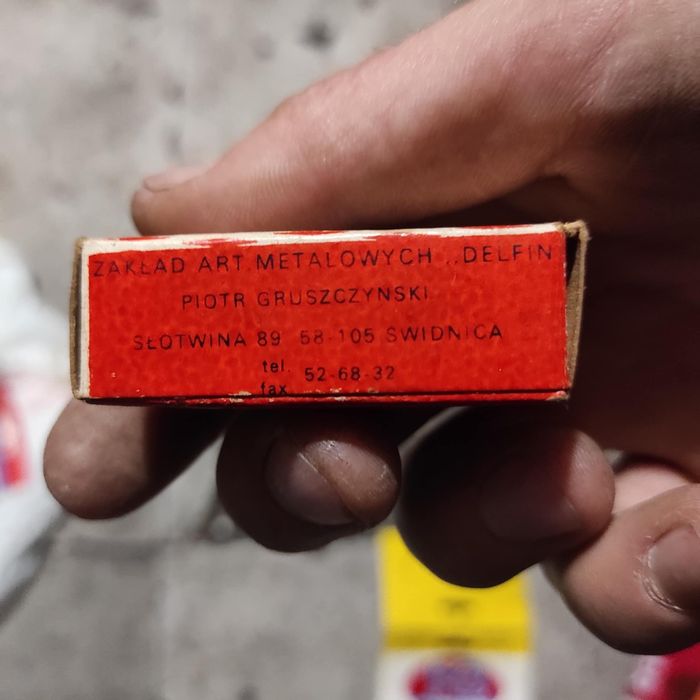 ZAKŁAD ART. METALOWYCH ,,DELFIN
PIOTR GRUSZCZYNSKI
SŁOTWINA 89 58-105 SWIDNICA
tel.
fax 52-68-32